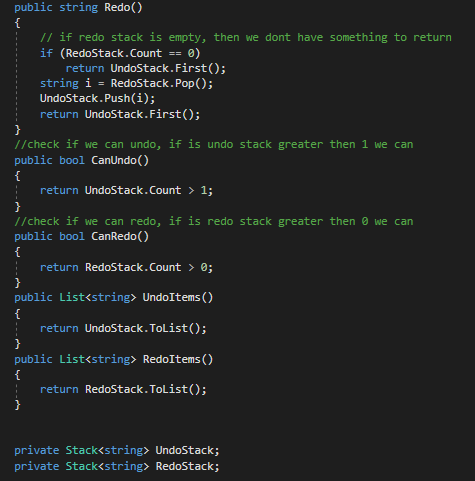 public string Redo()
{
// if redo stack is empty, then we dont have something to return
if (RedoStack.Count == 0)
return UndoStack.First();
string i = RedoStack.Pop();
UndoStack.Push(i);
return UndoStack.First();
}
//check if we can undo, if is undo stack greater then 1 we can
public bool CanUndo()
{
return UndoStack.Count > 1;
}
//check if we can redo, if is redo stack greater then 0 we can
public bool CanRedo()
{
return RedoStack.Count > 0;
}
public List<string> UndoItems()
{
return UndoStack.ToList();
}
public List<string> RedoItems()
{
return RedoStack.ToList();
}
private Stack<string> UndoStack;
private Stack<string> RedoStack;